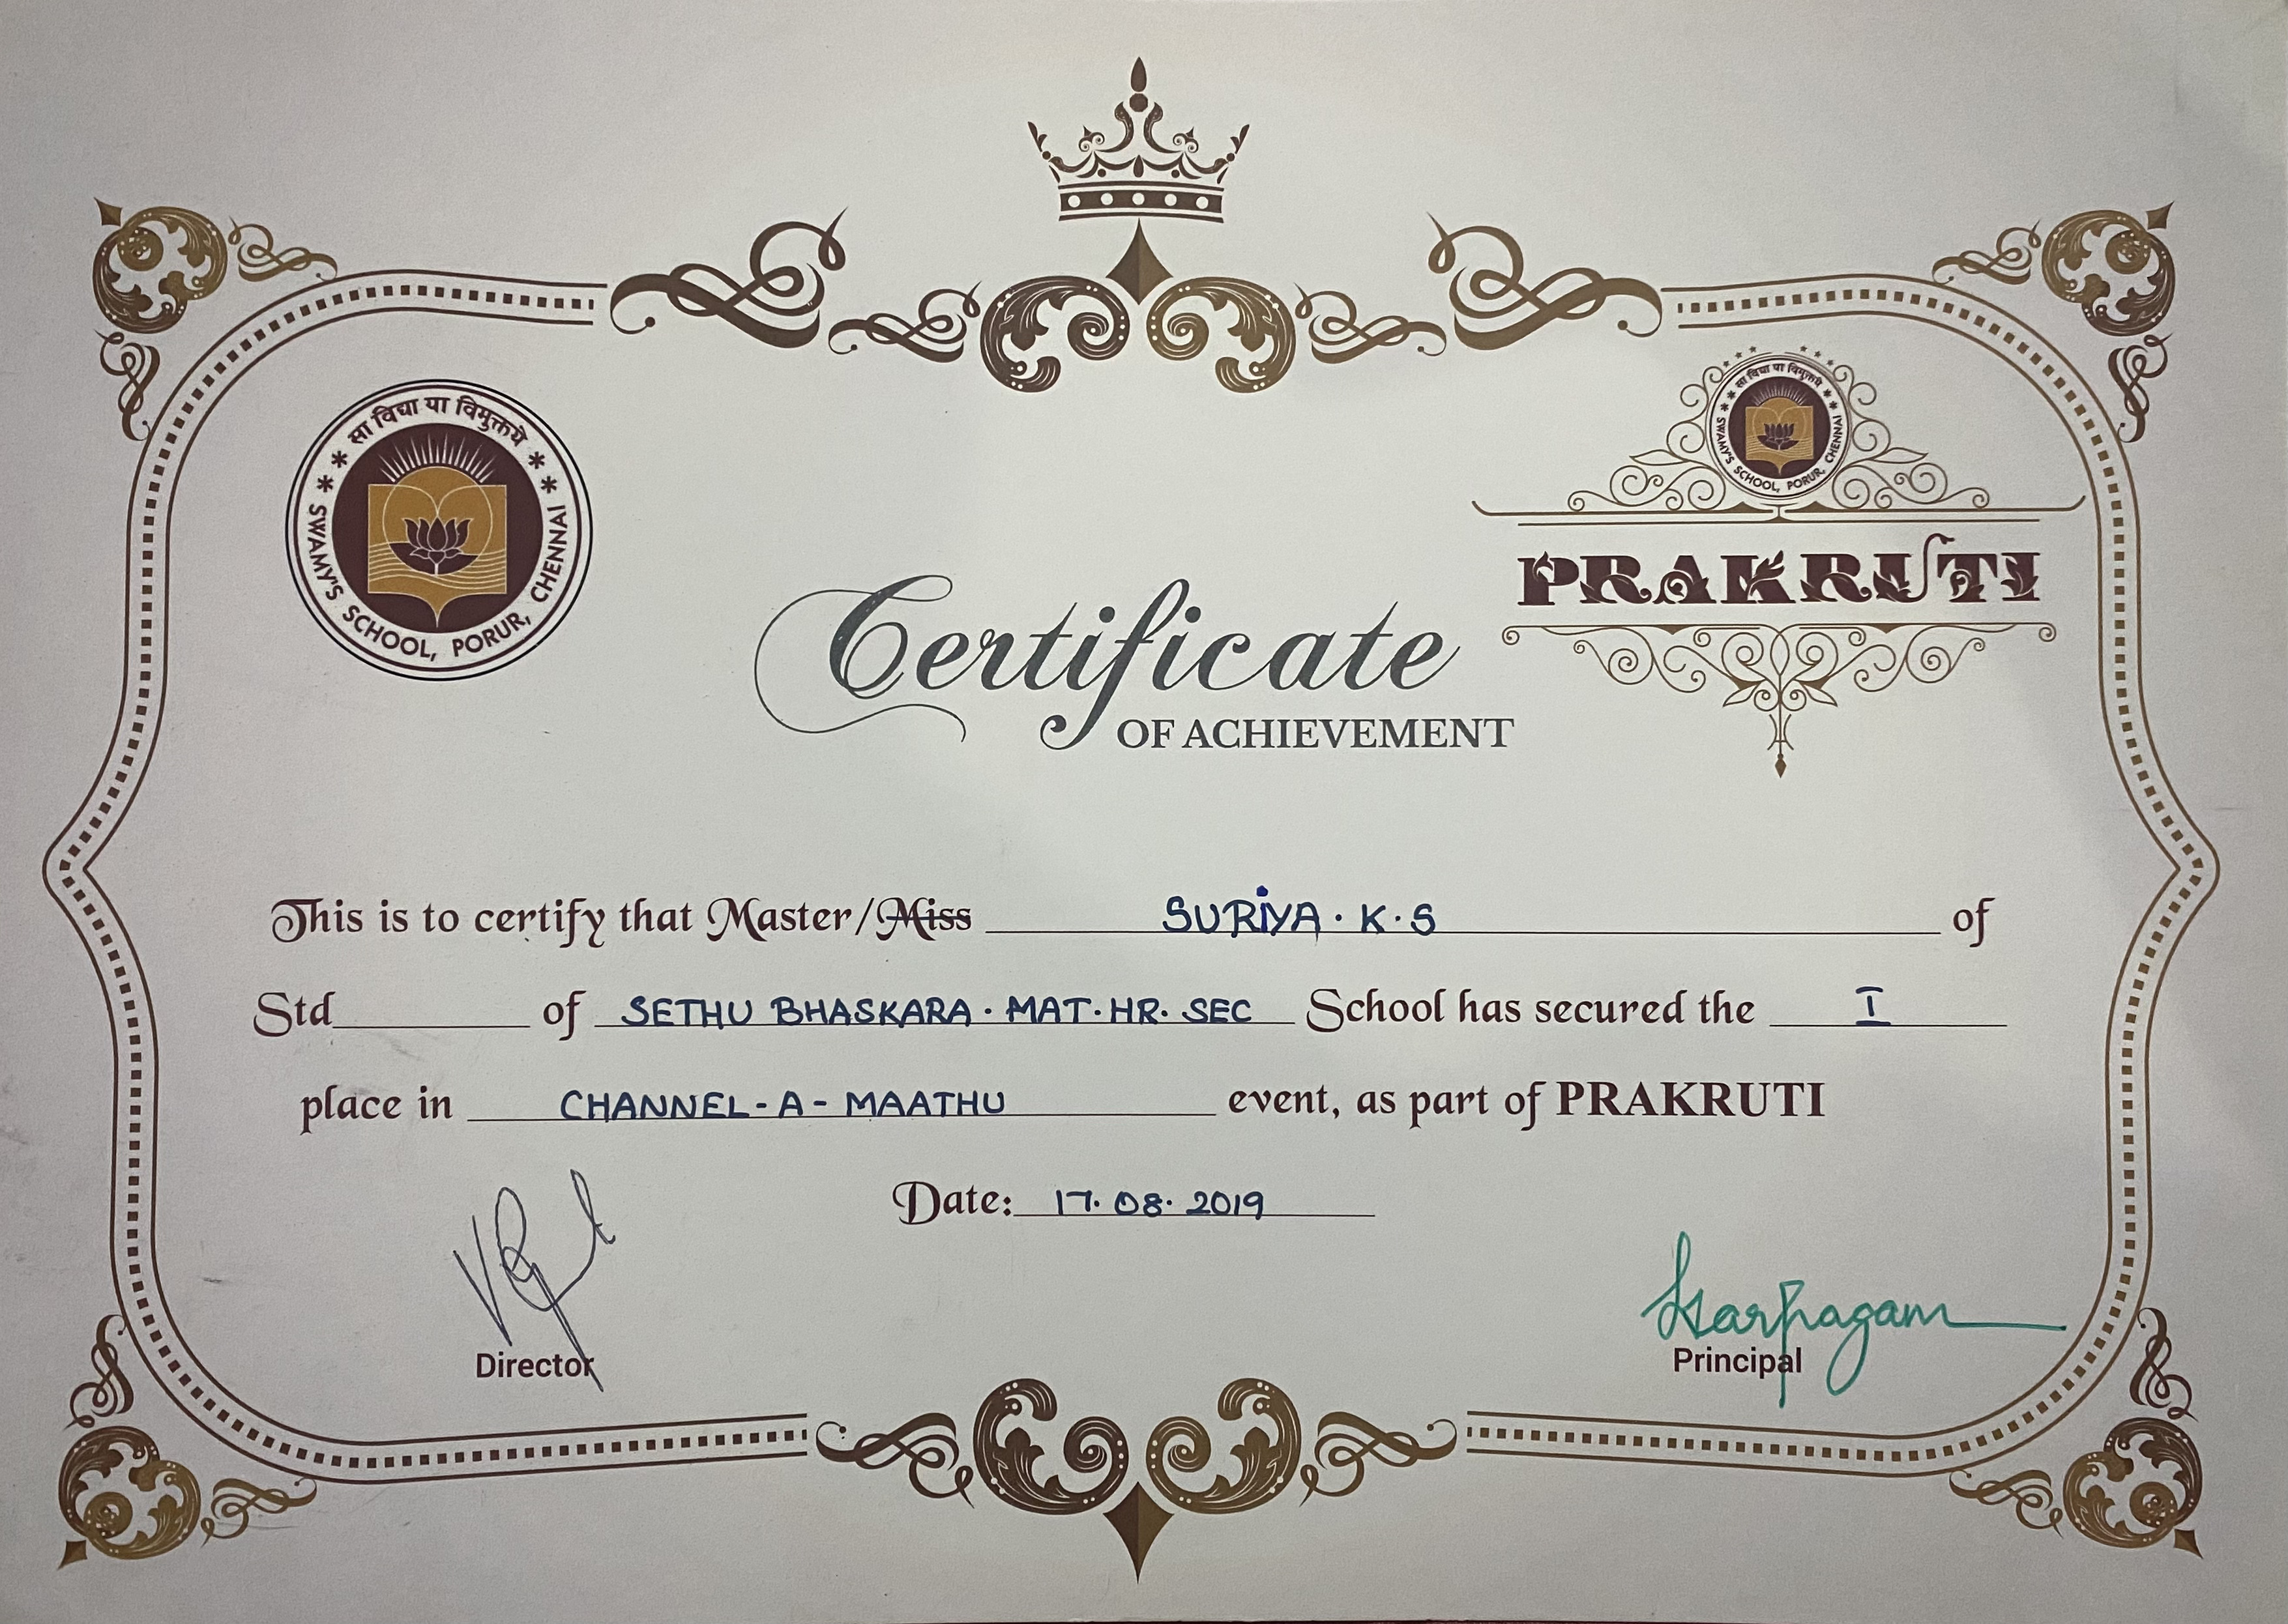 सा विद्या या विमुक्तये
SWAMY'S SCHOOL, PORUR, CHENNAI
सा विद्या या विमुक्तये
SWAMY'S SCHOOL, PORUR, CHENNAI
PRAKRUTI
Certificate
OF ACHIEVEMENT
This is to certify that Master/Miss SURIYA. K. S of
Std of SETHU BHASKARA. MAT. HR. SEC School has secured the I
place in CHANNEL-A-MAATHU event, as part of PRAKRUTI
Date: 17.08.2019
Karpagam
Director
Principal